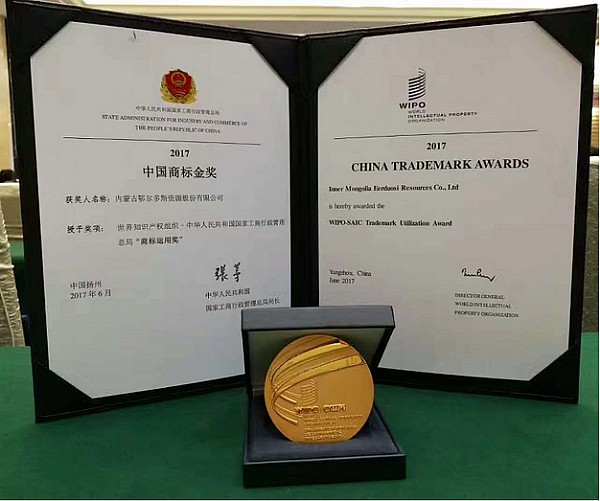 中华人民共和国国家工商行政管理总局
STATE ADMINISTRATION FOR INDUSTRY AND COMMERCE OF
THE PEOPLE'S REPUBLIC OF CHINA
2017
中国商标金奖
获奖人名称：内蒙古鄂尔多斯资源股份有限公司
授予奖项：世界知识产权组织－中华人民共和国国家工商行政管理
总局“商标运用奖”
中国扬州
2017年6月
張茅
中华人民共和国
国家工商行政管理总局局长
WIPO
WORLD
INTELLECTUAL PROPERTY
ORGANIZATION
2017
CHINA TRADEMARK AWARDS
Inner Mongolia Eerduosi Resources Co., Ltd
is hereby awarded the
WIPO-SAIC Trademark Utilization Award
Yangzhou, China
June 2017
DIRECTOR GENERAL
WORLD INTELLECTUAL
PROPERTY ORGANIZATION
WIPO OMPI